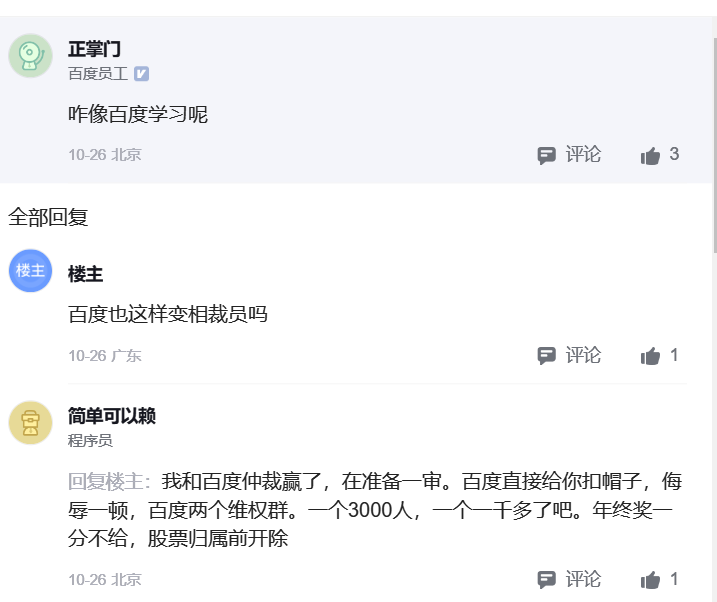 正掌门
百度员工 V
咋像百度学习呢
10-26 北京 评论 3
全部回复
楼主 楼主
百度也这样变相裁员吗
10-26 广东 评论 1
简单可以赖
程序员
回复楼主：我和百度仲裁赢了，在准备一审。百度直接给你扣帽子，侮
辱一顿，百度两个维权群。一个3000人，一个一千多了吧。年终奖一
分不给，股票归属前开除
10-26 北京 评论 1